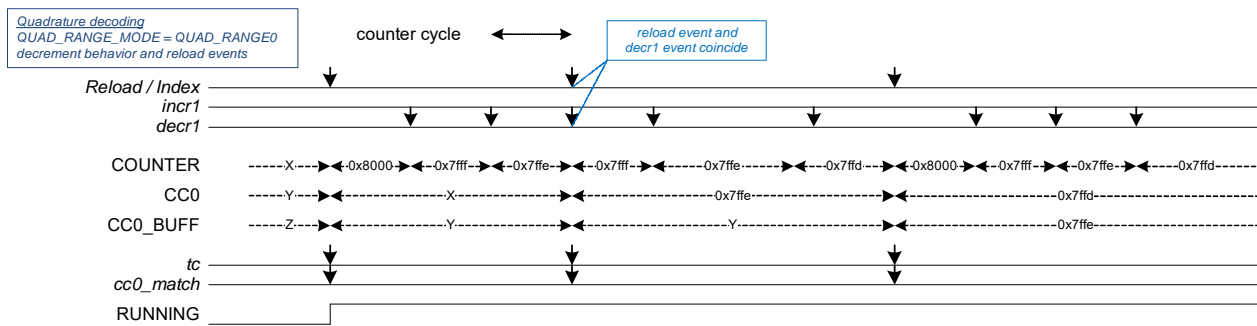 Quadrature decoding
QUAD_RANGE_MODE = QUAD_RANGE0
decrement behavior and reload events
counter cycle
reload event and
decr1 event coincide
Reload / Index
incr1
decr1
COUNTER X 0x8000 0x7fff 0x7ffe 0x7fff 0x7ffe 0x7ffd 0x8000 0x7fff 0x7ffe 0x7ffd
CC0 Y X 0x7ffe 0x7ffd
CC0_BUFF Z Y Y 0x7ffe
tc
cc0_match
RUNNING